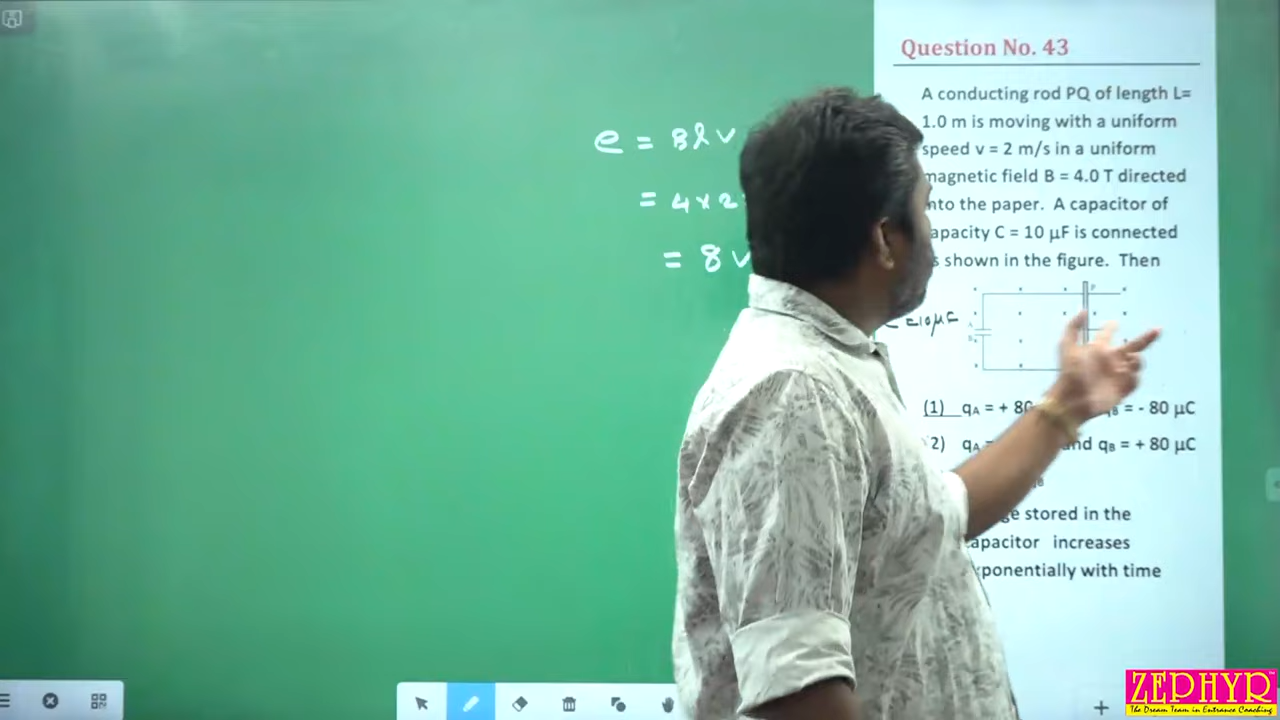 Question No. 43
A conducting rod PQ of length L=
1.0 m is moving with a uniform
speed v = 2 m/s in a uniform
magnetic field B = 4.0 T directed
into the paper. A capacitor of
capacity C = 10 μF is connected
shown in the figure. Then
e = Blv
= 4 × 2
= 8 v
P
= 10 μF
A
B
(1) qA = + 80 qB = - 80 μC
2) qA = and qB = + 80 μC
stored in the
capacitor increases
exponentially with time
ZEPHYR
The Dream Team in Entrance Coaching